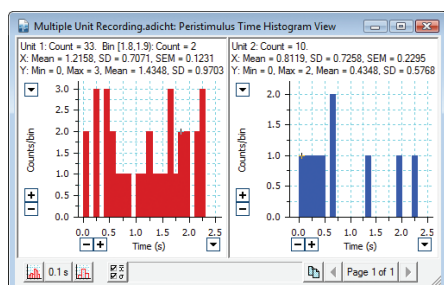 Multiple Unit Recording.adicht: Peristimulus Time Histogram View
Unit 1: Count = 33. Bin [1.8,1.9): Count = 2
X: Mean = 1.2158, SD = 0.7071, SEM = 0.1231
Y: Min = 0, Max = 3, Mean = 1.4348, SD = 0.9703
Counts/bin
3.0
2.5
2.0
1.5
1.0
0.5
0.0
0.0 0.5 1.0 1.5 2.0 2.5
Time (s)
Unit 2: Count = 10.
X: Mean = 0.8119, SD = 0.7258, SEM = 0.2295
Y: Min = 0, Max = 2, Mean = 0.4348, SD = 0.5768
Counts/bin
2.0
1.5
1.0
0.5
0.0
0.0 0.5 1.0 1.5 2.0 2.5
Time (s)
0.1 s
Page 1 of 1